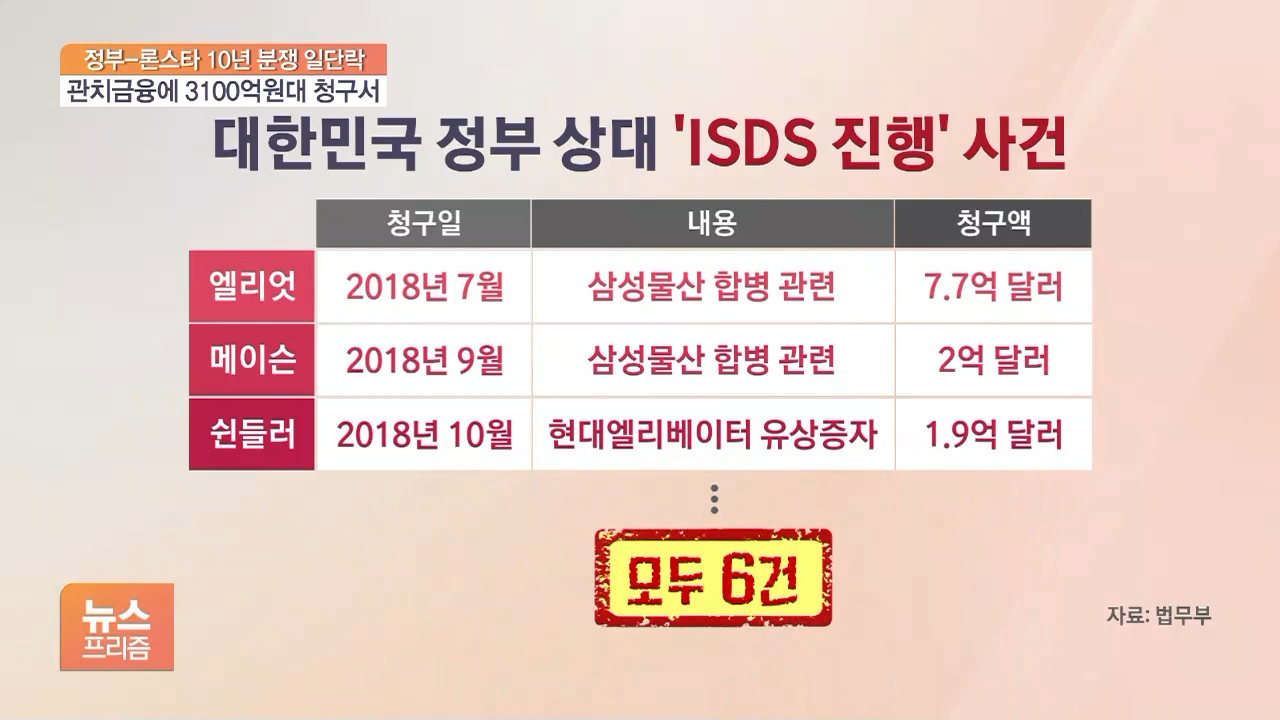 정부-론스타 10년 분쟁 일단락
관치금융에 3100억원대 청구서
대한민국 정부 상대 'ISDS 진행' 사건
청구일 내용 청구액
엘리엇 2018년 7월 삼성물산 합병 관련 7.7억 달러
메이슨 2018년 9월 삼성물산 합병 관련 2억 달러
쉰들러 2018년 10월 현대엘리베이터 유상증자 1.9억 달러
모두 6건
자료: 법무부
뉴스
프리즘